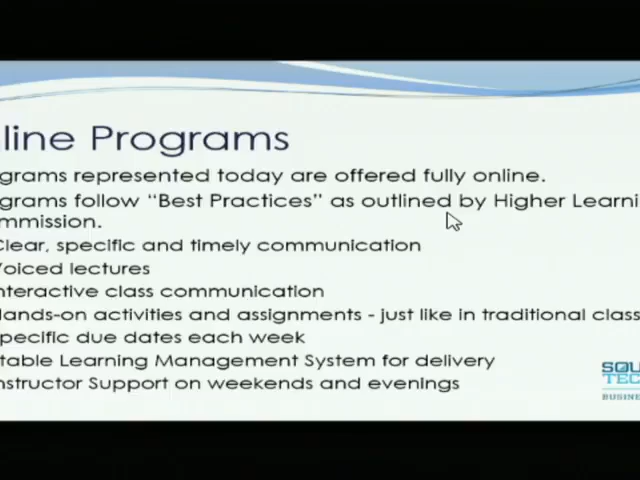 line Programs
grams represented today are offered fully online.
grams follow “Best Practices” as outlined by Higher Learni
mmission.
Clear, specific and timely communication
Voiced lectures
nteractive class communication
Hands-on activities and assignments - just like in traditional class
pecific due dates each week
table Learning Management System for delivery
nstructor Support on weekends and evenings
SOU
TEC
BUSINE